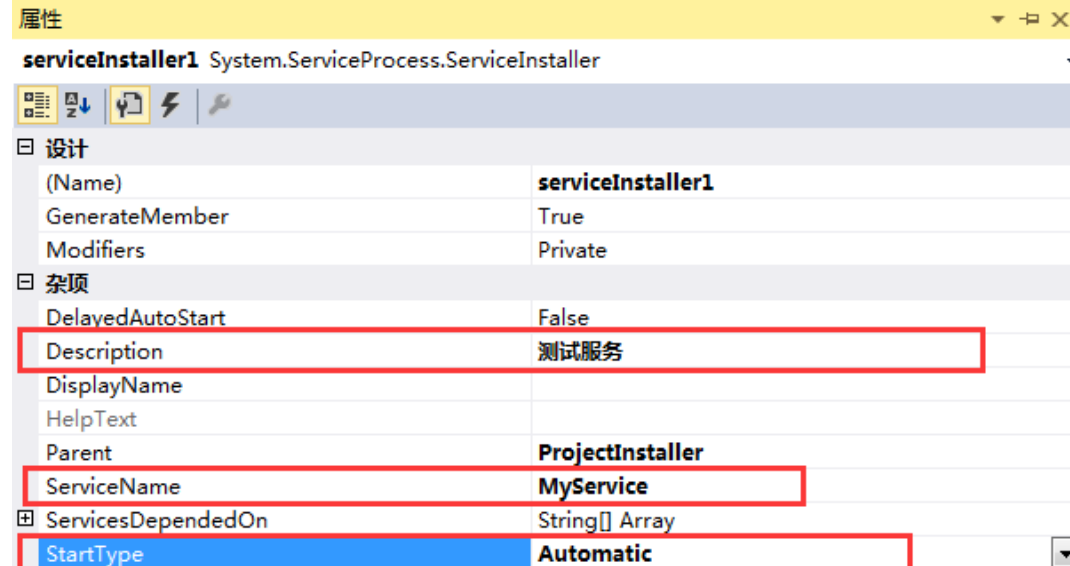 属性
serviceInstaller1 System.ServiceProcess.ServiceInstaller
设计
(Name) serviceInstaller1
GenerateMember True
Modifiers Private
杂项
DelayedAutoStart False
Description 测试服务
DisplayName
HelpText
Parent ProjectInstaller
ServiceName MyService
ServicesDependedOn String[] Array
StartType Automatic